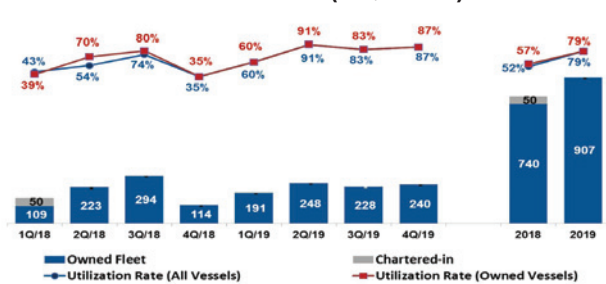 91% 83% 87%
70% 80% 60% 79%
43% 35% 57%
54% 74% 60% 91% 83% 87% 52% 79%
39% 35%
50
740 907
50
109 223 294 114 191 248 228 240
1Q/18 2Q/18 3Q/18 4Q/18 1Q/19 2Q/19 3Q/19 4Q/19 2018 2019
Owned Fleet Chartered-in
Utilization Rate (All Vessels) Utilization Rate (Owned Vessels)